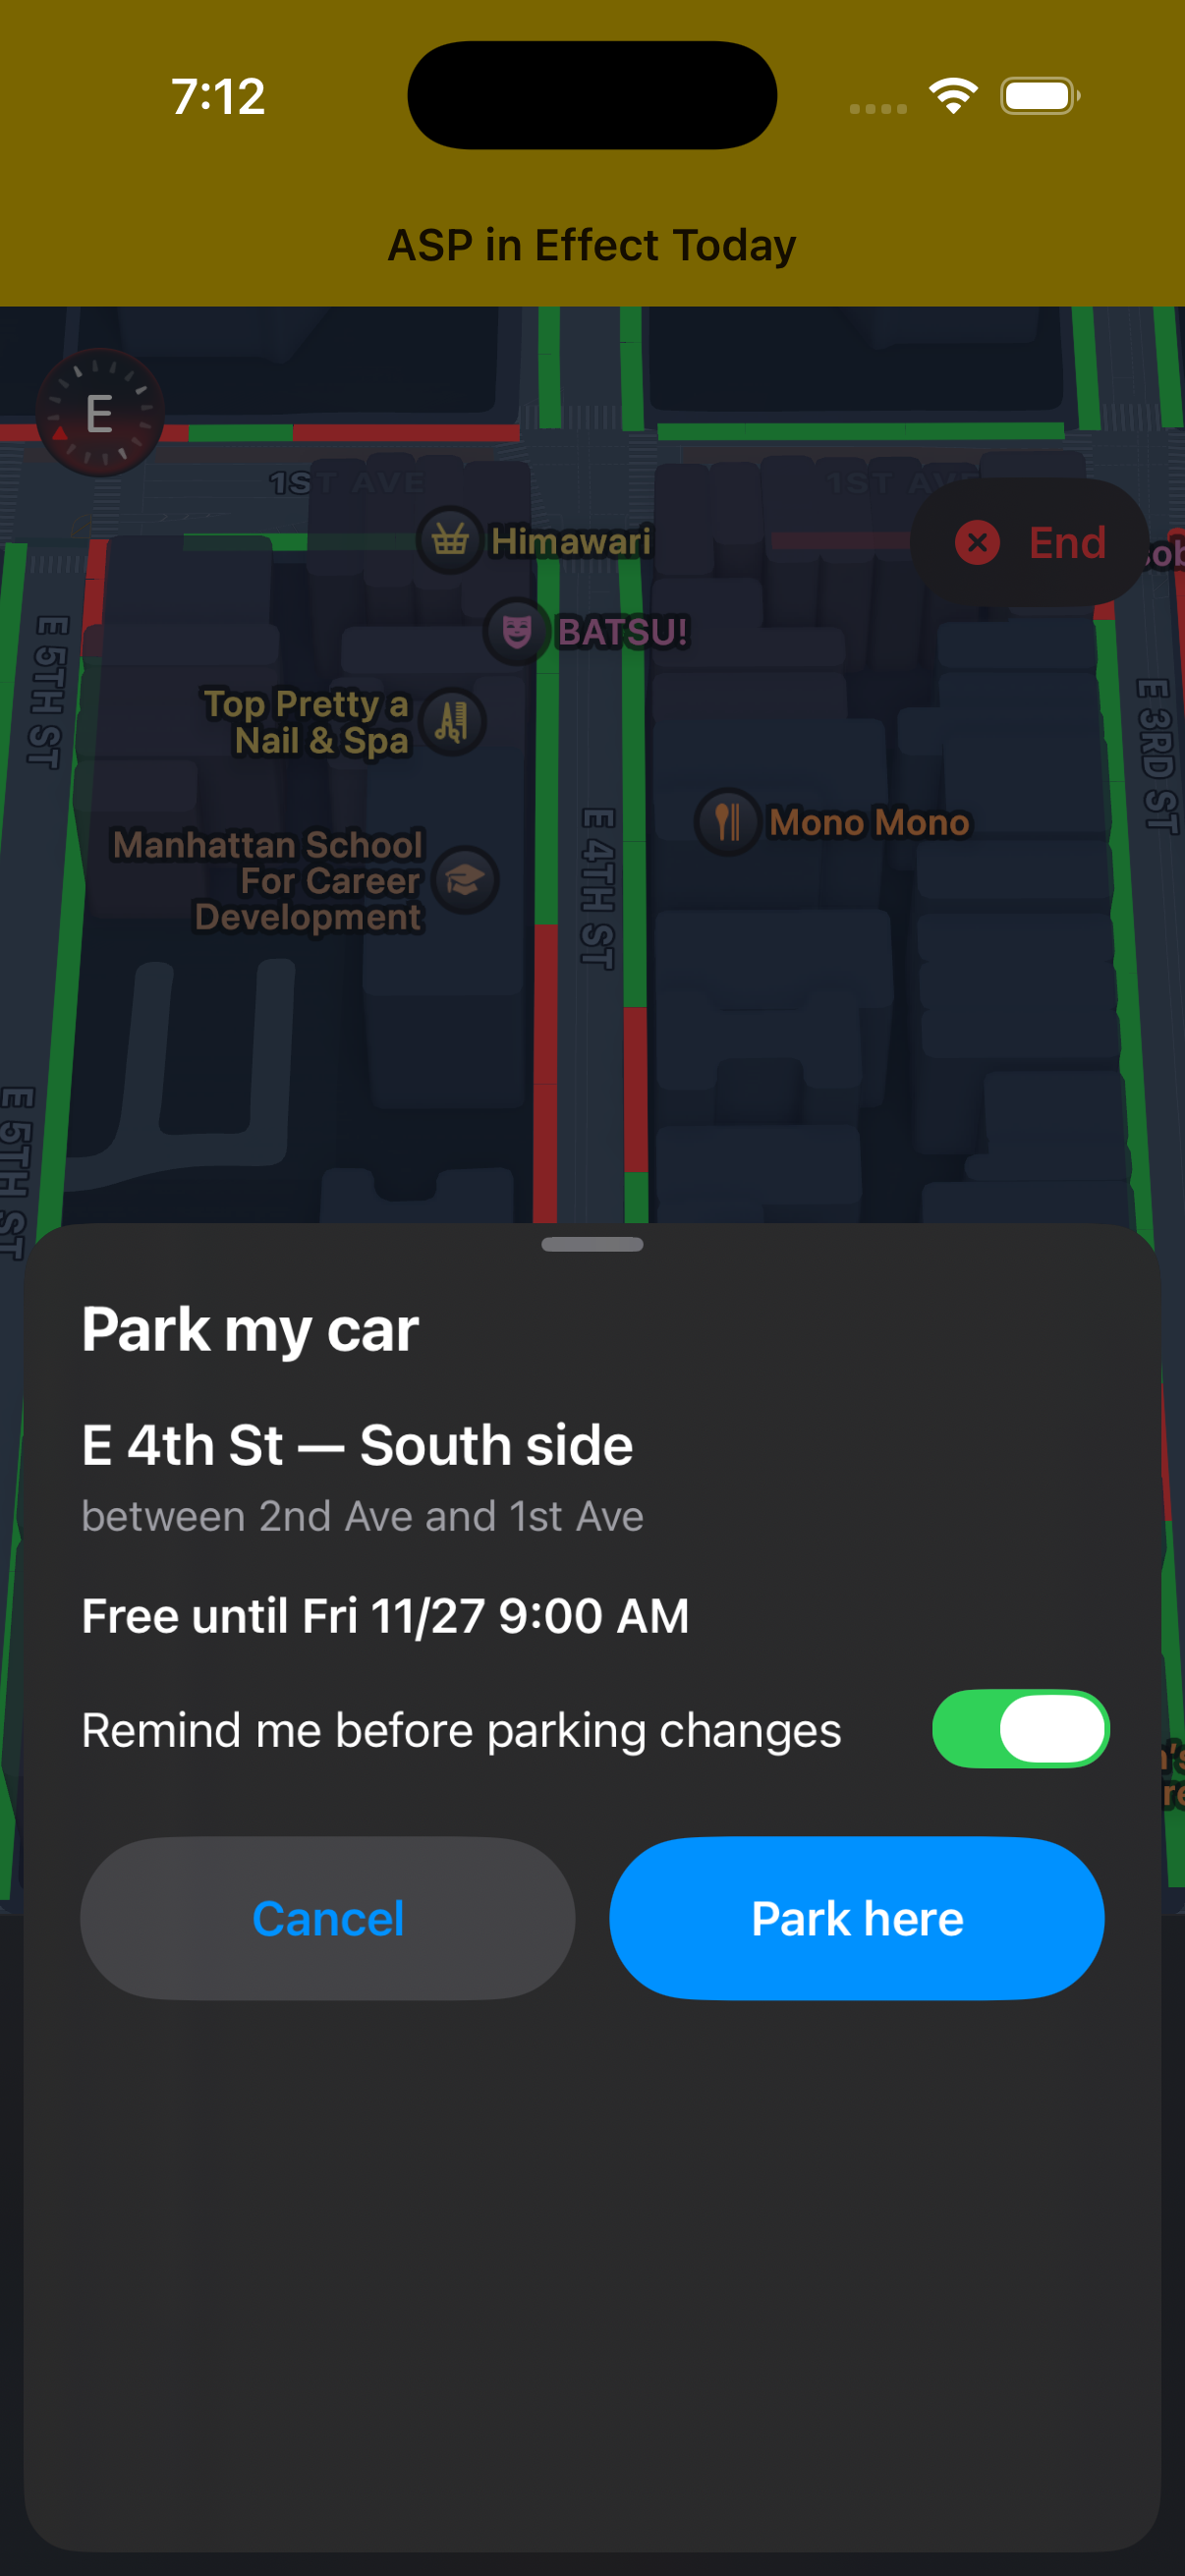 7:12
ASP in Effect Today
E
1ST AVE
1ST AVE
Himawari
End
BATSU!
E 5TH ST
Top Pretty a
Nail & Spa
E 3RD ST
E 4TH ST
Mono Mono
Manhattan School
For Career
Development
E 5TH ST
Park my car
E 4th St — South side
between 2nd Ave and 1st Ave
Free until Fri 11/27 9:00 AM
Remind me before parking changes
Cancel
Park here